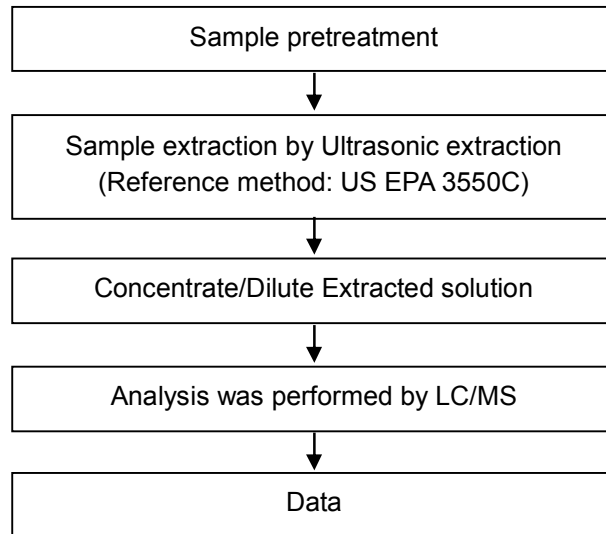 Sample pretreatment
Sample extraction by Ultrasonic extraction
(Reference method: US EPA 3550C)
Concentrate/Dilute Extracted solution
Analysis was performed by LC/MS
Data